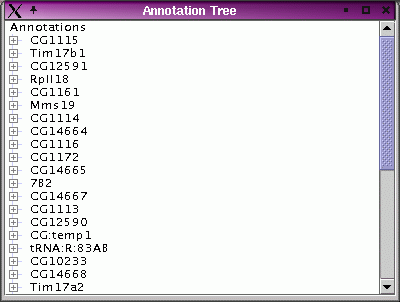 Annotation Tree
Annotations
CG1115
Tim17b1
CG12591
RpII18
CG1161
Mms19
CG1114
CG14664
CG1116
CG1172
CG14665
7B2
CG14667
CG1113
CG12590
CG:temp1
tRNA:R:83AB
CG10233
CG14668
Tim17a2